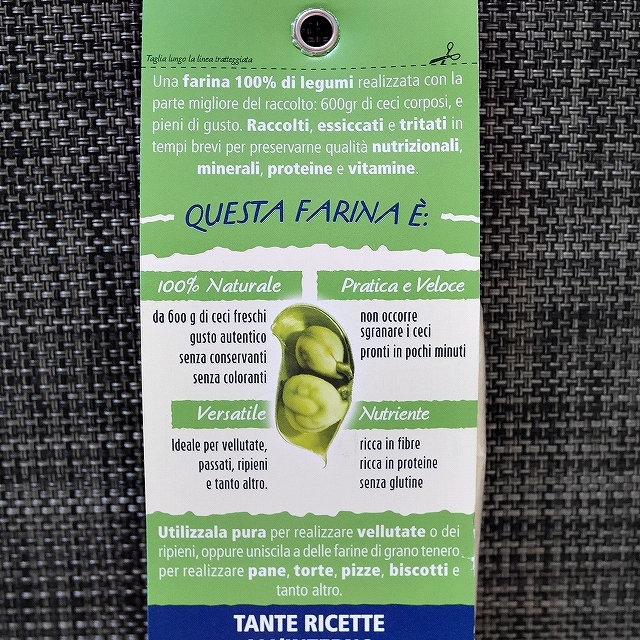 Taglia lungo la linea tratteggiata
Una farina 100% di legumi realizzata con la
parte migliore del raccolto: 600gr di ceci corposi, e
pieni di gusto. Raccolti, essiccati e tritati in
tempi brevi per preservarne qualità nutrizionali,
minerali, proteine e vitamine.
QUESTA FARINA È:
100% Naturale
da 600 g di ceci freschi
gusto autentico
senza conservanti
senza coloranti
Pratica e Veloce
non occorre
sgranare i ceci
pronti in pochi minuti
Versatile
Ideale per vellutate,
passati, ripieni
e tanto altro.
Nutriente
ricca in fibre
ricca in proteine
senza glutine
Utilizzala pura per realizzare vellutate o dei
ripieni, oppure uniscila a delle farine di grano tenero
per realizzare pane, torte, pizze, biscotti e
tanto altro.
TANTE RICETTE